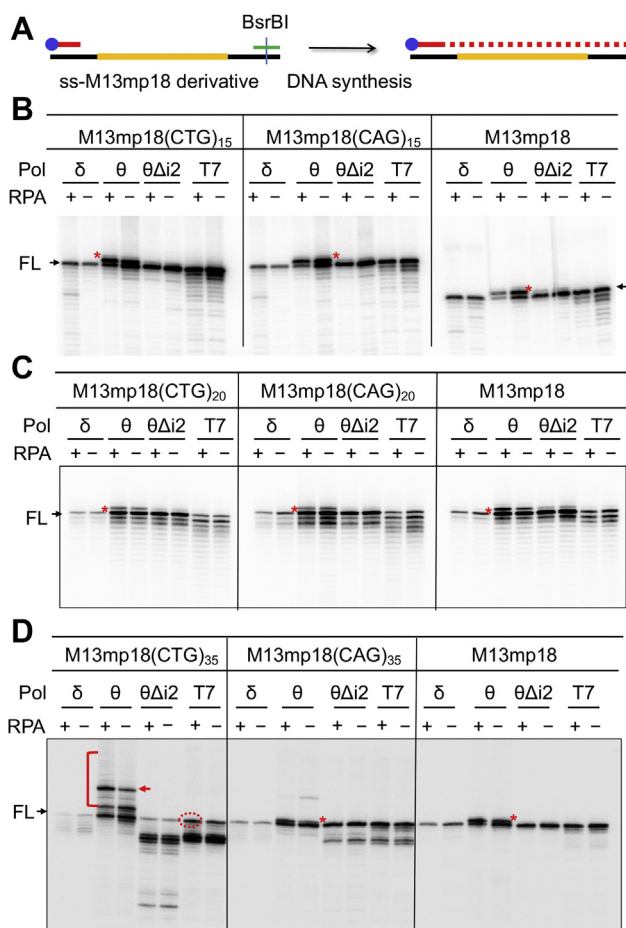 A
BsrBI
ss-M13mp18 derivative DNA synthesis
B
M13mp18(CTG)15 M13mp18(CAG)15 M13mp18
Pol δ θ θΔi2 T7 δ θ θΔi2 T7 δ θ θΔi2 T7
RPA + − + − + − + − + − + − + − + − + − + − + − + −
* * *
FL
C
M13mp18(CTG)20 M13mp18(CAG)20 M13mp18
Pol δ θ θΔi2 T7 δ θ θΔi2 T7 δ θ θΔi2 T7
RPA + − + − + − + − + − + − + − + − + − + − + − + −
* * *
FL
D
M13mp18(CTG)35 M13mp18(CAG)35 M13mp18
Pol δ θ θΔi2 T7 δ θ θΔi2 T7 δ θ θΔi2 T7
RPA + − + − + − + − + − + − + − + − + − + − + − + −
FL
* *